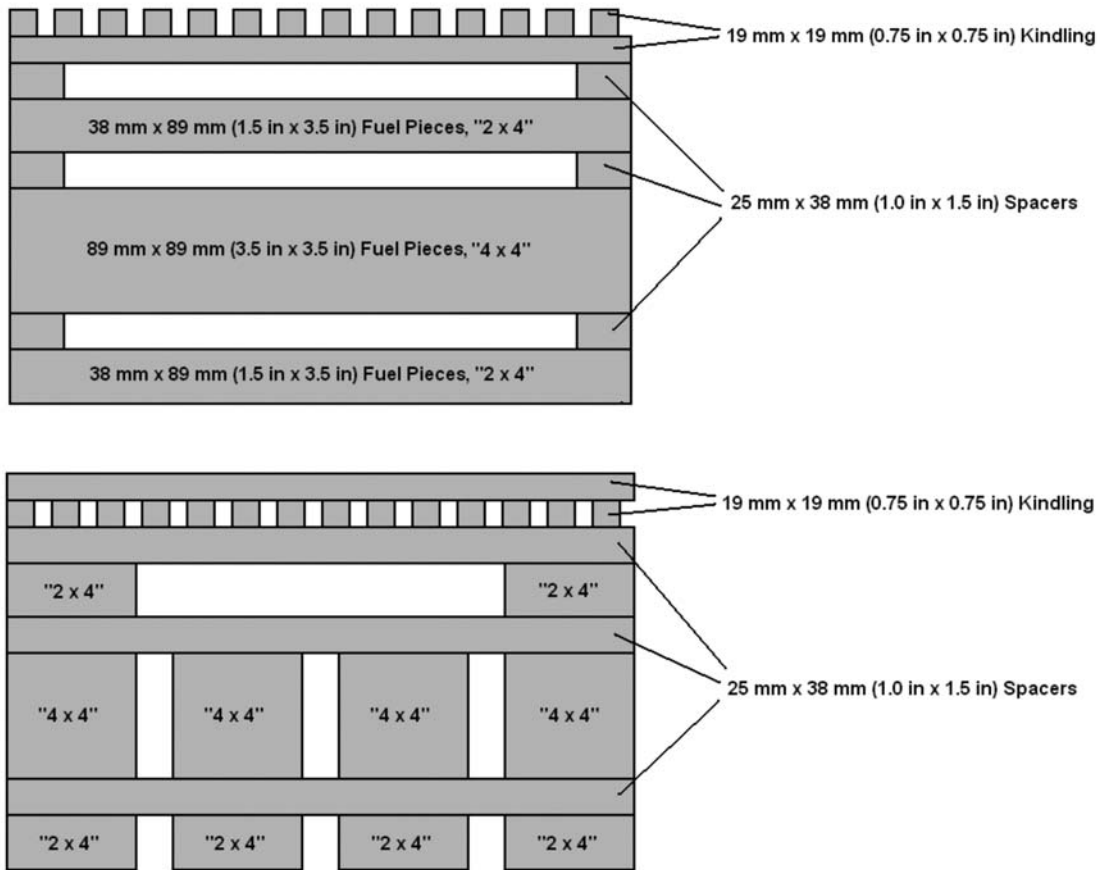 19 mm x 19 mm (0.75 in x 0.75 in) Kindling
38 mm x 89 mm (1.5 in x 3.5 in) Fuel Pieces, "2 x 4"
25 mm x 38 mm (1.0 in x 1.5 in) Spacers
89 mm x 89 mm (3.5 in x 3.5 in) Fuel Pieces, "4 x 4"
38 mm x 89 mm (1.5 in x 3.5 in) Fuel Pieces, "2 x 4"
19 mm x 19 mm (0.75 in x 0.75 in) Kindling
"2 x 4" "2 x 4"
25 mm x 38 mm (1.0 in x 1.5 in) Spacers
"4 x 4" "4 x 4" "4 x 4" "4 x 4"
"2 x 4" "2 x 4" "2 x 4" "2 x 4"